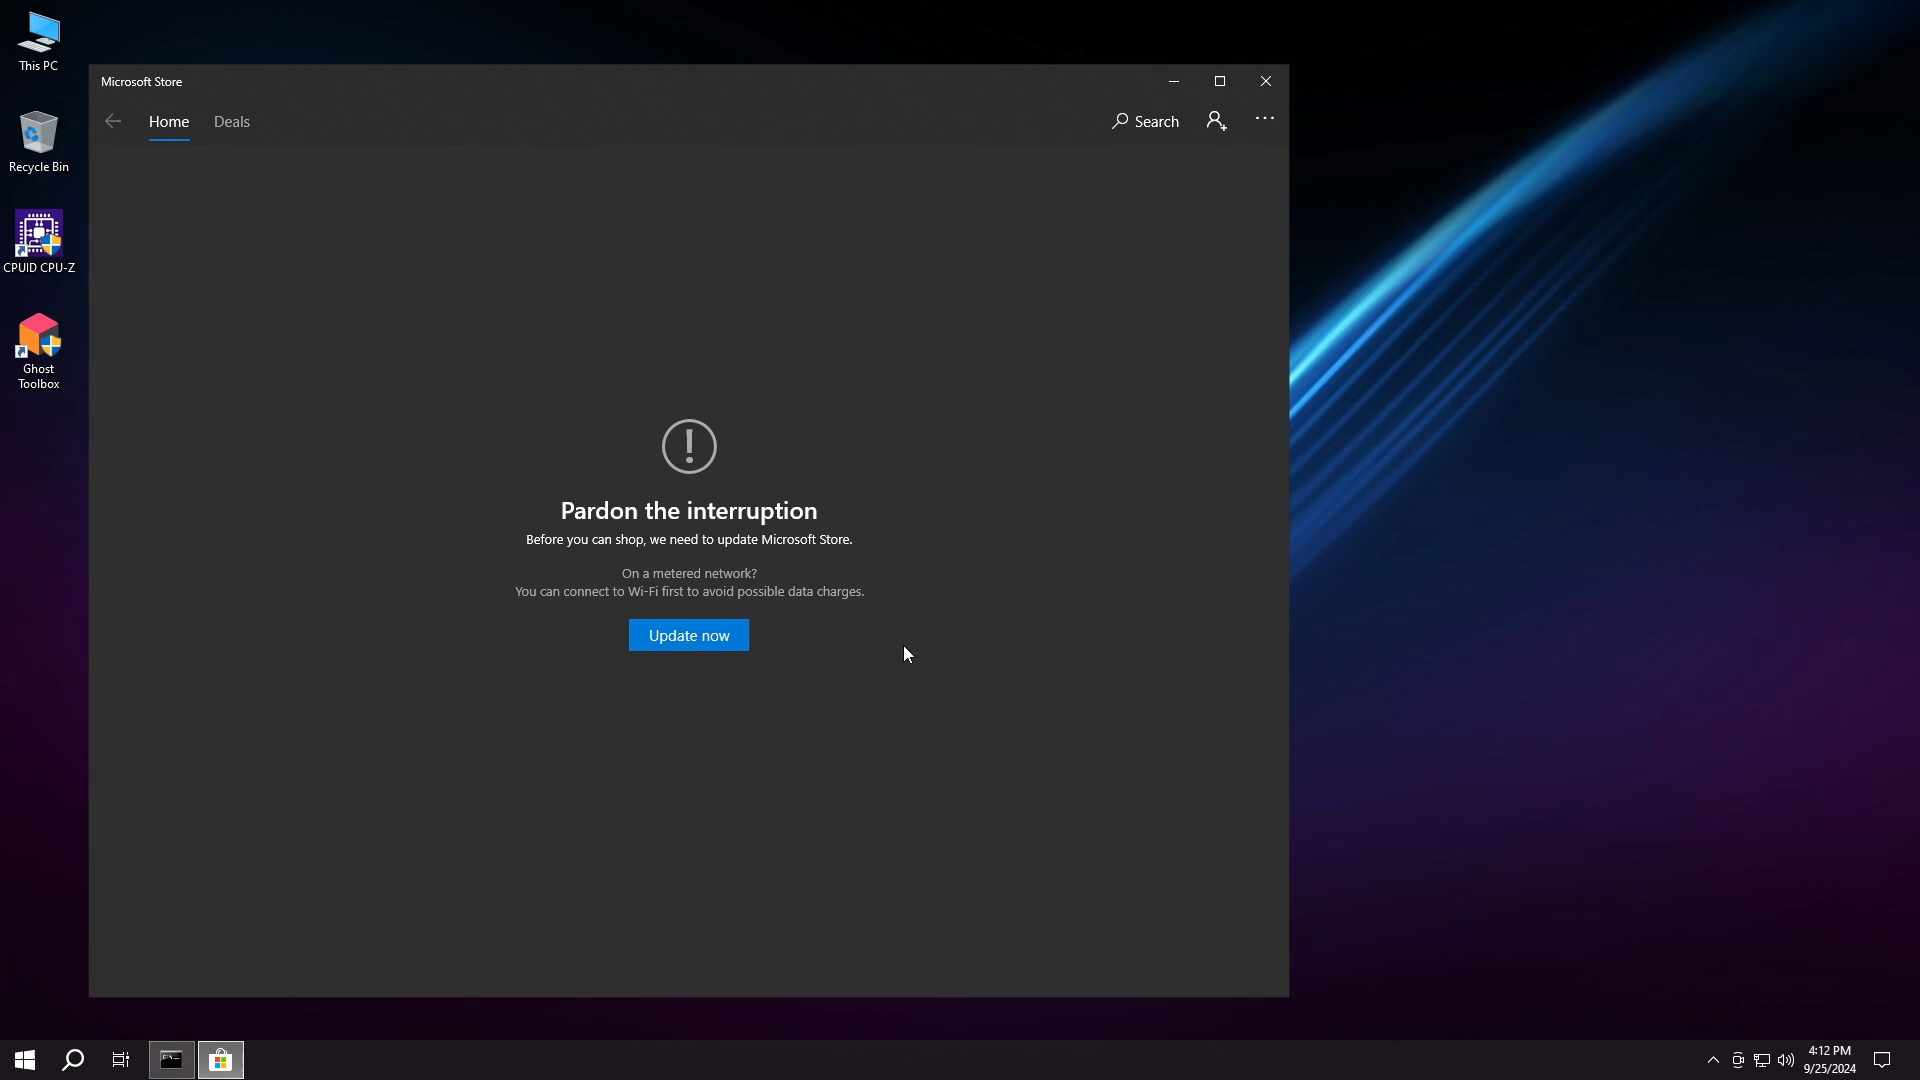 This PC
Recycle Bin
CPUID CPU-Z
Ghost
Toolbox
Microsoft Store
Home
Deals
Search
Pardon the interruption
Before you can shop, we need to update Microsoft Store.
On a metered network?
You can connect to Wi-Fi first to avoid possible data charges.
Update now
4:12 PM
9/25/2024